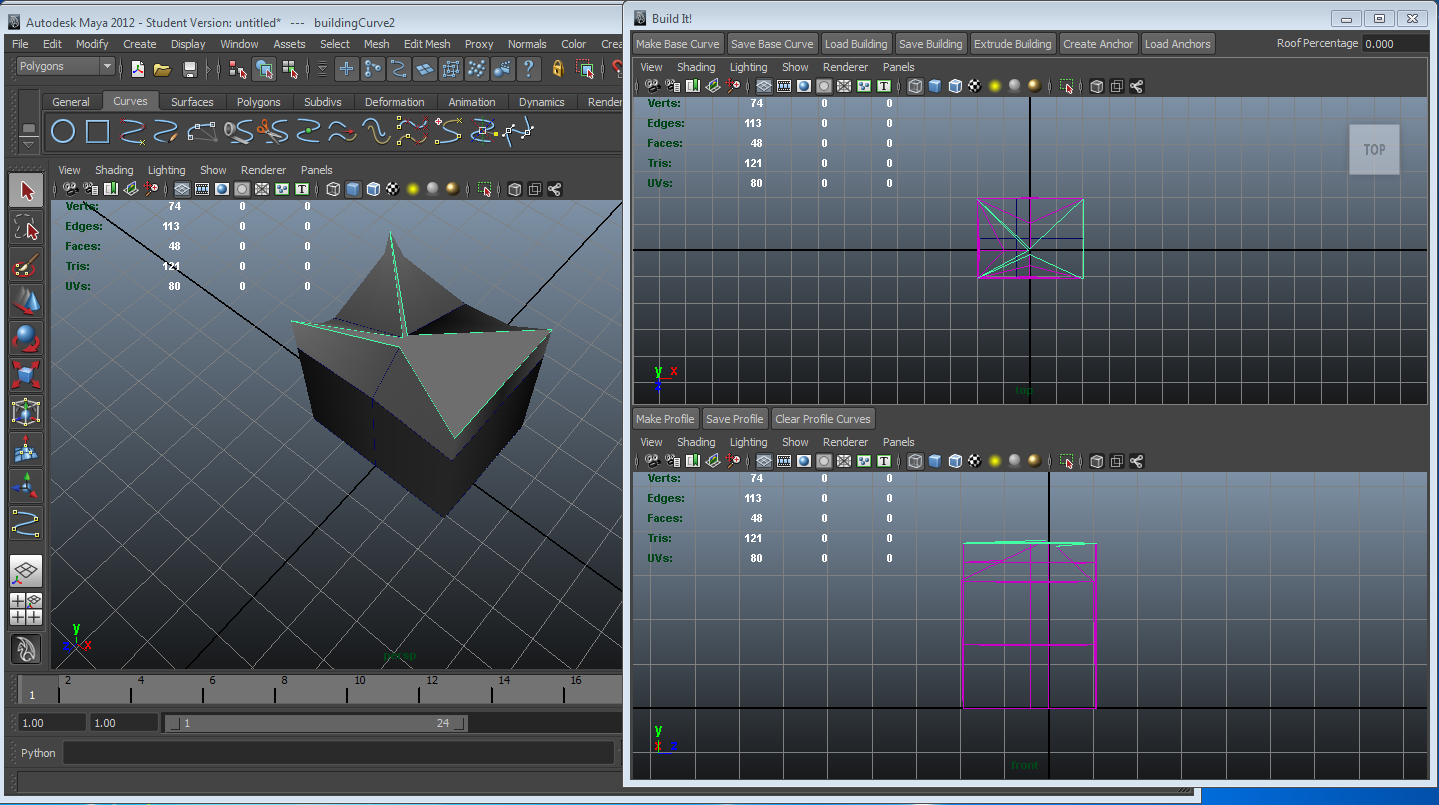 Autodesk Maya 2012 - Student Version: untitled* --- buildingCurve2
File Edit Modify Create Display Window Assets Select Mesh Edit Mesh Proxy Normals Color Crea
Polygons
General Curves Surfaces Polygons Subdivs Deformation Animation Dynamics Render
View Shading Lighting Show Renderer Panels
Verts: 74 0 0
Edges: 113 0 0
Faces: 48 0 0
Tris: 121 0 0
UVs: 80 0 0
y
z x
persp
1 2 4 6 8 10 12 14 16
1.00 1.00 1 24
Python
Build It!
Make Base Curve Save Base Curve Load Building Save Building Extrude Building Create Anchor Load Anchors Roof Percentage 0.000
View Shading Lighting Show Renderer Panels
Verts: 74 0 0
Edges: 113 0 0
Faces: 48 0 0
Tris: 121 0 0
UVs: 80 0 0
TOP
y x
z
top
Make Profile Save Profile Clear Profile Curves
View Shading Lighting Show Renderer Panels
Verts: 74 0 0
Edges: 113 0 0
Faces: 48 0 0
Tris: 121 0 0
UVs: 80 0 0
y
x z
front